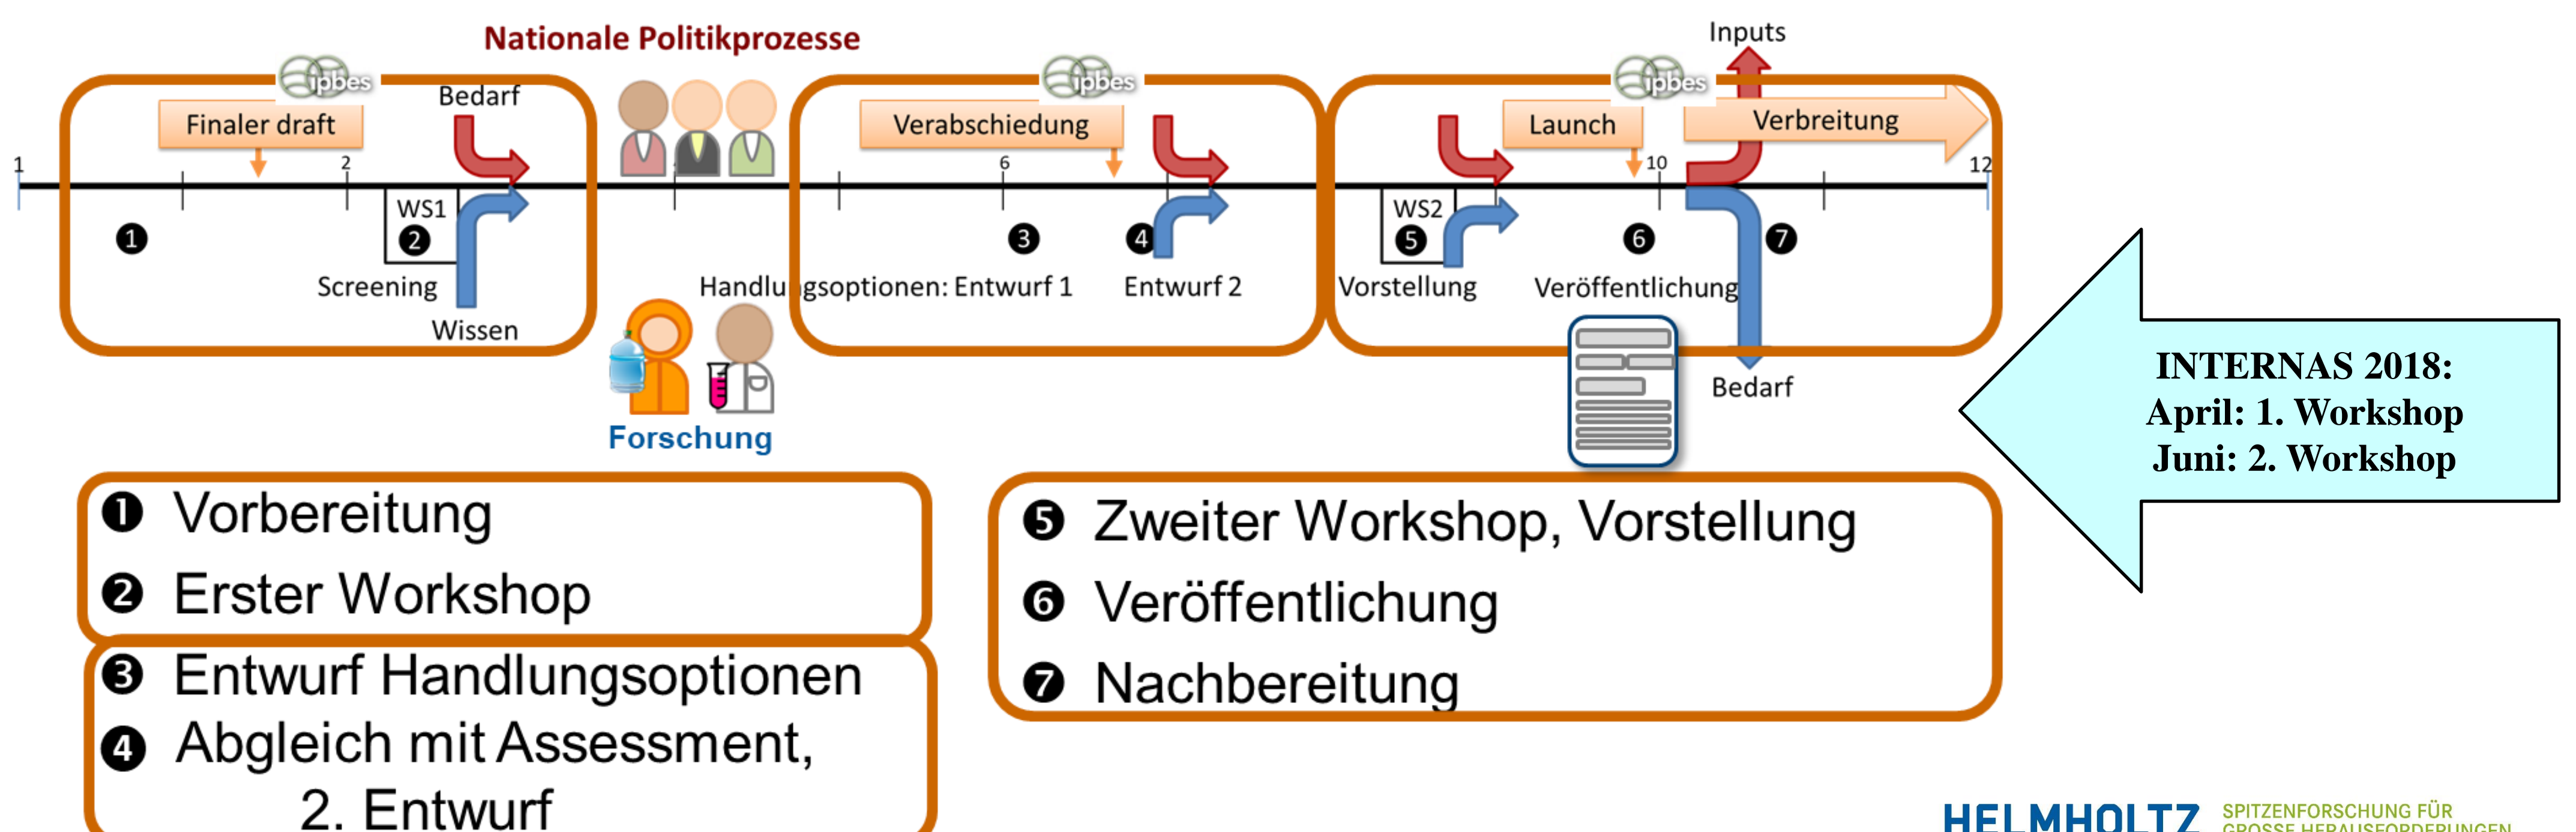 Nationale Politikprozesse
Inputs
ipbes
ipbes
ipbes
Bedarf
Finaler draft
Verabschiedung
Launch
Verbreitung
1
2
6
10
12
WS1
WS2
❶
❷
❸
❹
❺
❻
❼
Screening
Handlungsoptionen: Entwurf 1
Entwurf 2
Vorstellung
Veröffentlichung
Wissen
Bedarf
Forschung
INTERNAS 2018:
April: 1. Workshop
Juni: 2. Workshop
❶ Vorbereitung
❷ Erster Workshop
❸ Entwurf Handlungsoptionen
❹ Abgleich mit Assessment,
2. Entwurf
❺ Zweiter Workshop, Vorstellung
❻ Veröffentlichung
❼ Nachbereitung
HELMHOLTZ
SPITZENFORSCHUNG FÜR
GROSSE HERAUSFORDERUNGEN